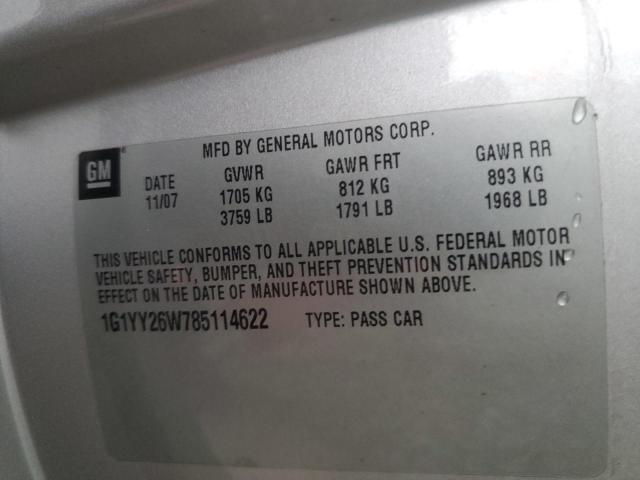 MFD BY GENERAL MOTORS CORP.
GM
DATE GVWR GAWR FRT GAWR RR
11/07 1705 KG 812 KG 893 KG
3759 LB 1791 LB 1968 LB
THIS VEHICLE CONFORMS TO ALL APPLICABLE U.S. FEDERAL MOTOR
VEHICLE SAFETY, BUMPER, AND THEFT PREVENTION STANDARDS IN
EFFECT ON THE DATE OF MANUFACTURE SHOWN ABOVE.
1G1YY26W785114622 TYPE: PASS CAR